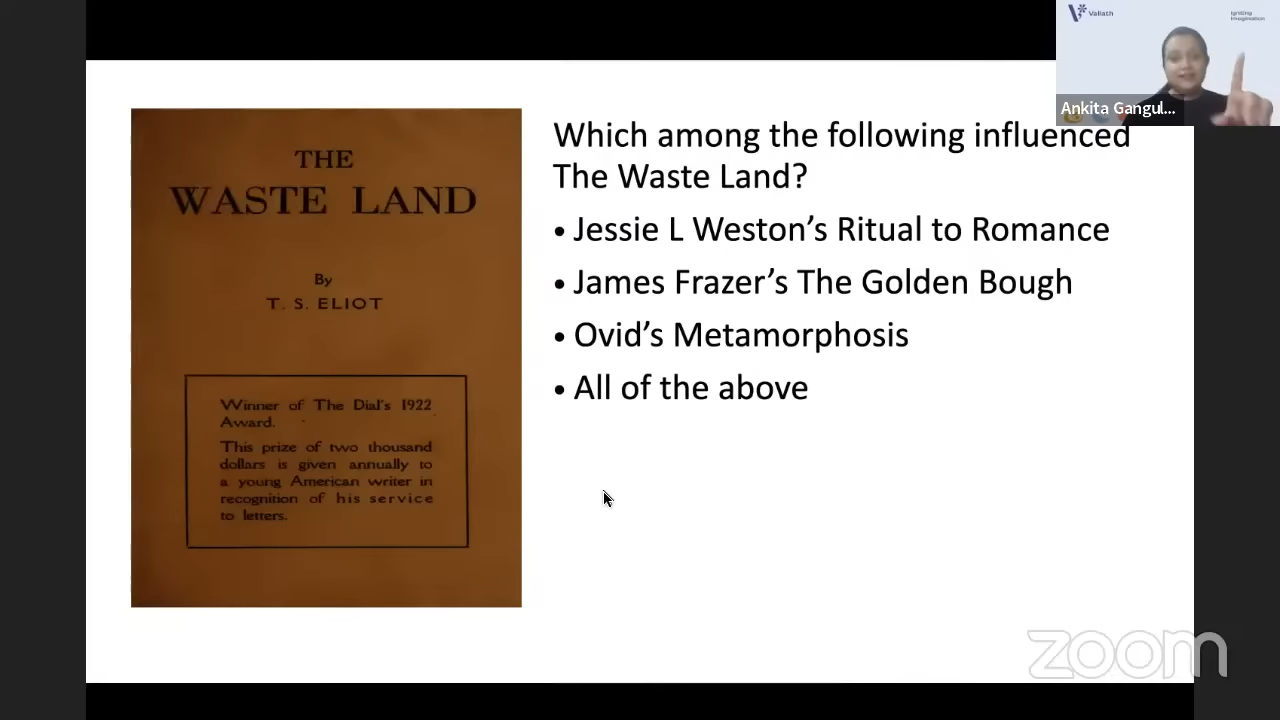 THE
WASTE LAND
By
T. S. ELIOT
Winner of The Dial's 1922
Award.
This prize of two thousand
dollars is given annually to
a young American writer in
recognition of his service
to letters.
Which among the following influenced
The Waste Land?
• Jessie L Weston's Ritual to Romance
• James Frazer's The Golden Bough
• Ovid's Metamorphosis
• All of the above
Valiath
Igniting
Imagination
Ankita Gangul...
zoom